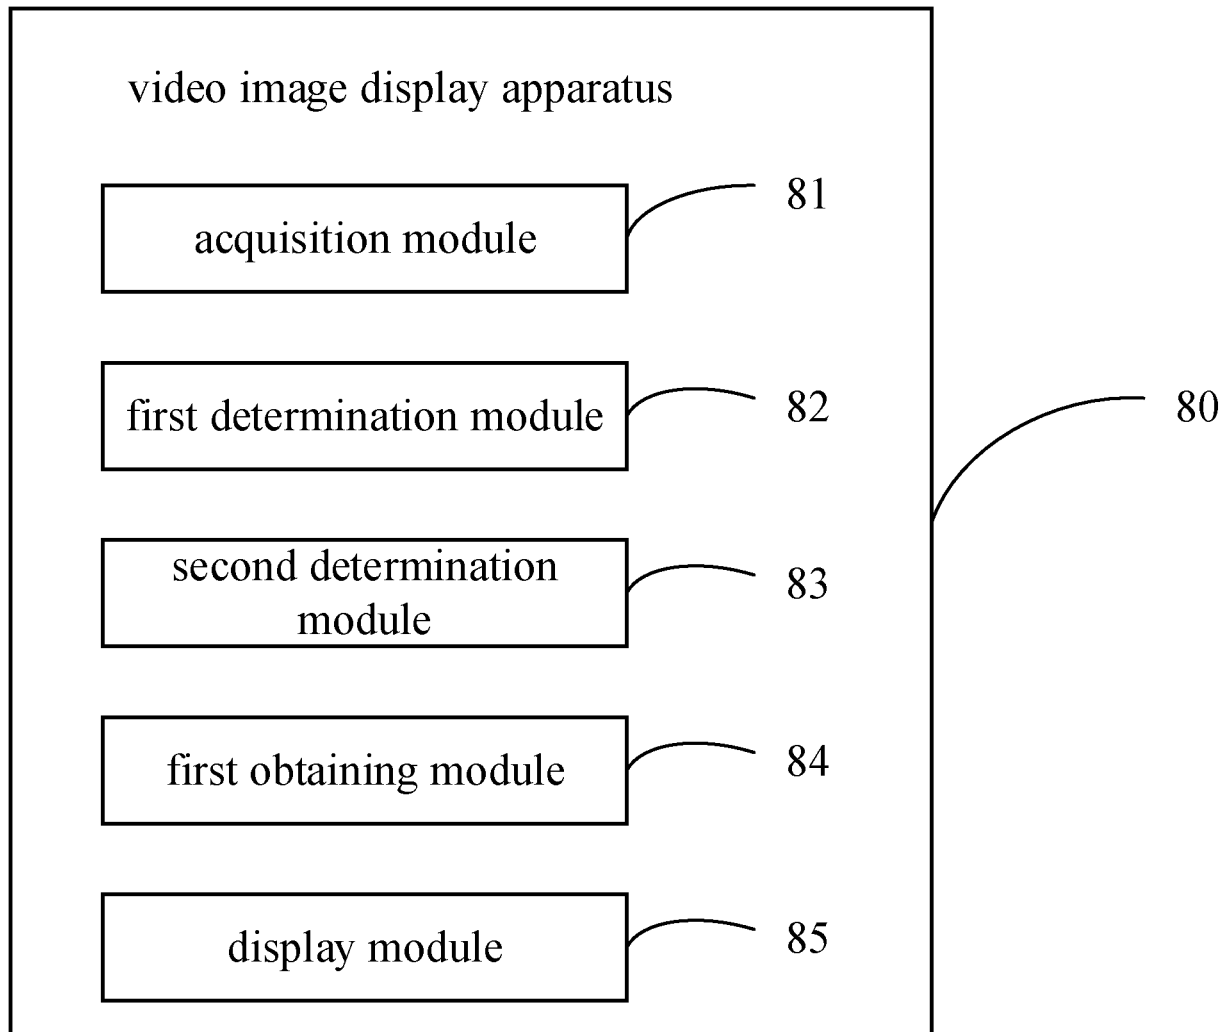 video image display apparatus
81
acquisition module
82
first determination module
80
83
second determination
module
84
first obtaining module
85
display module